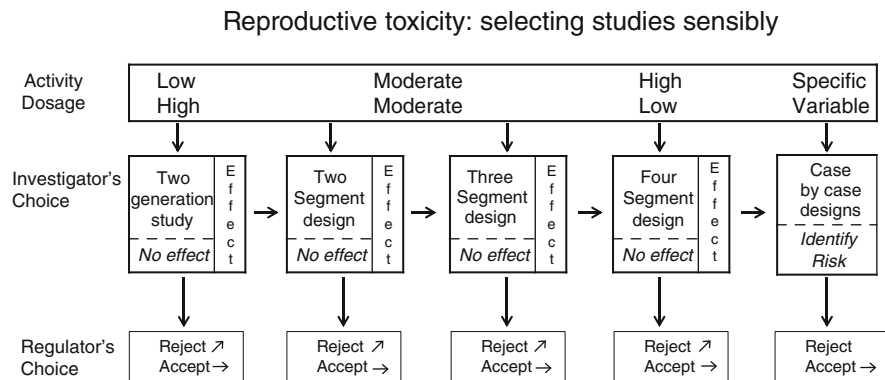 Reproductive toxicity: selecting studies sensibly
Activity
Dosage
Low Moderate High Specific
High Moderate Low Variable
Investigator's
Choice
Two
generation
study
No effect
Effect
Two
Segment
design
No effect
Effect
Three
Segment
design
No effect
Effect
Four
Segment
design
No effect
Effect
Case
by case
designs
Identify
Risk
Regulator's
Choice
Reject ↗
Accept →
Reject ↗
Accept →
Reject ↗
Accept →
Reject ↗
Accept →
Reject
Accept →